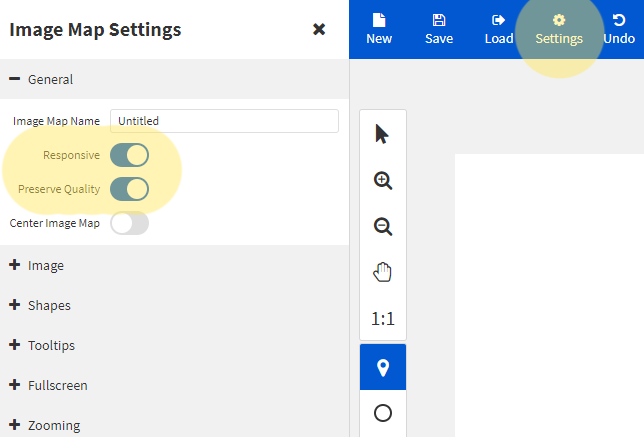 Image Map Settings
New Save Load Settings Undo
General
Image Map Name Untitled
Responsive
Preserve Quality
Center Image Map
Image
Shapes
Tooltips
Fullscreen
Zooming
1:1